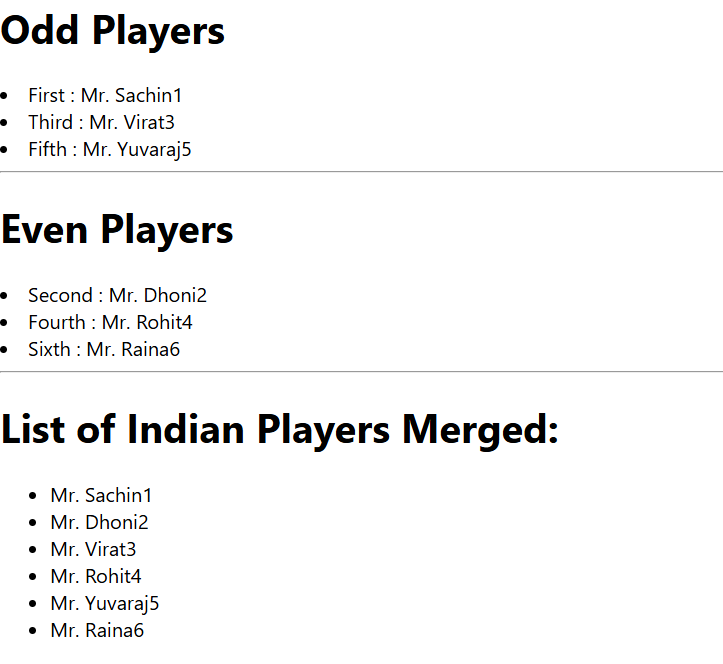 Odd Players
First : Mr. Sachin1
Third : Mr. Virat3
Fifth : Mr. Yuvaraj5
Even Players
Second : Mr. Dhoni2
Fourth : Mr. Rohit4
Sixth : Mr. Raina6
List of Indian Players Merged:
Mr. Sachin1
Mr. Dhoni2
Mr. Virat3
Mr. Rohit4
Mr. Yuvaraj5
Mr. Raina6